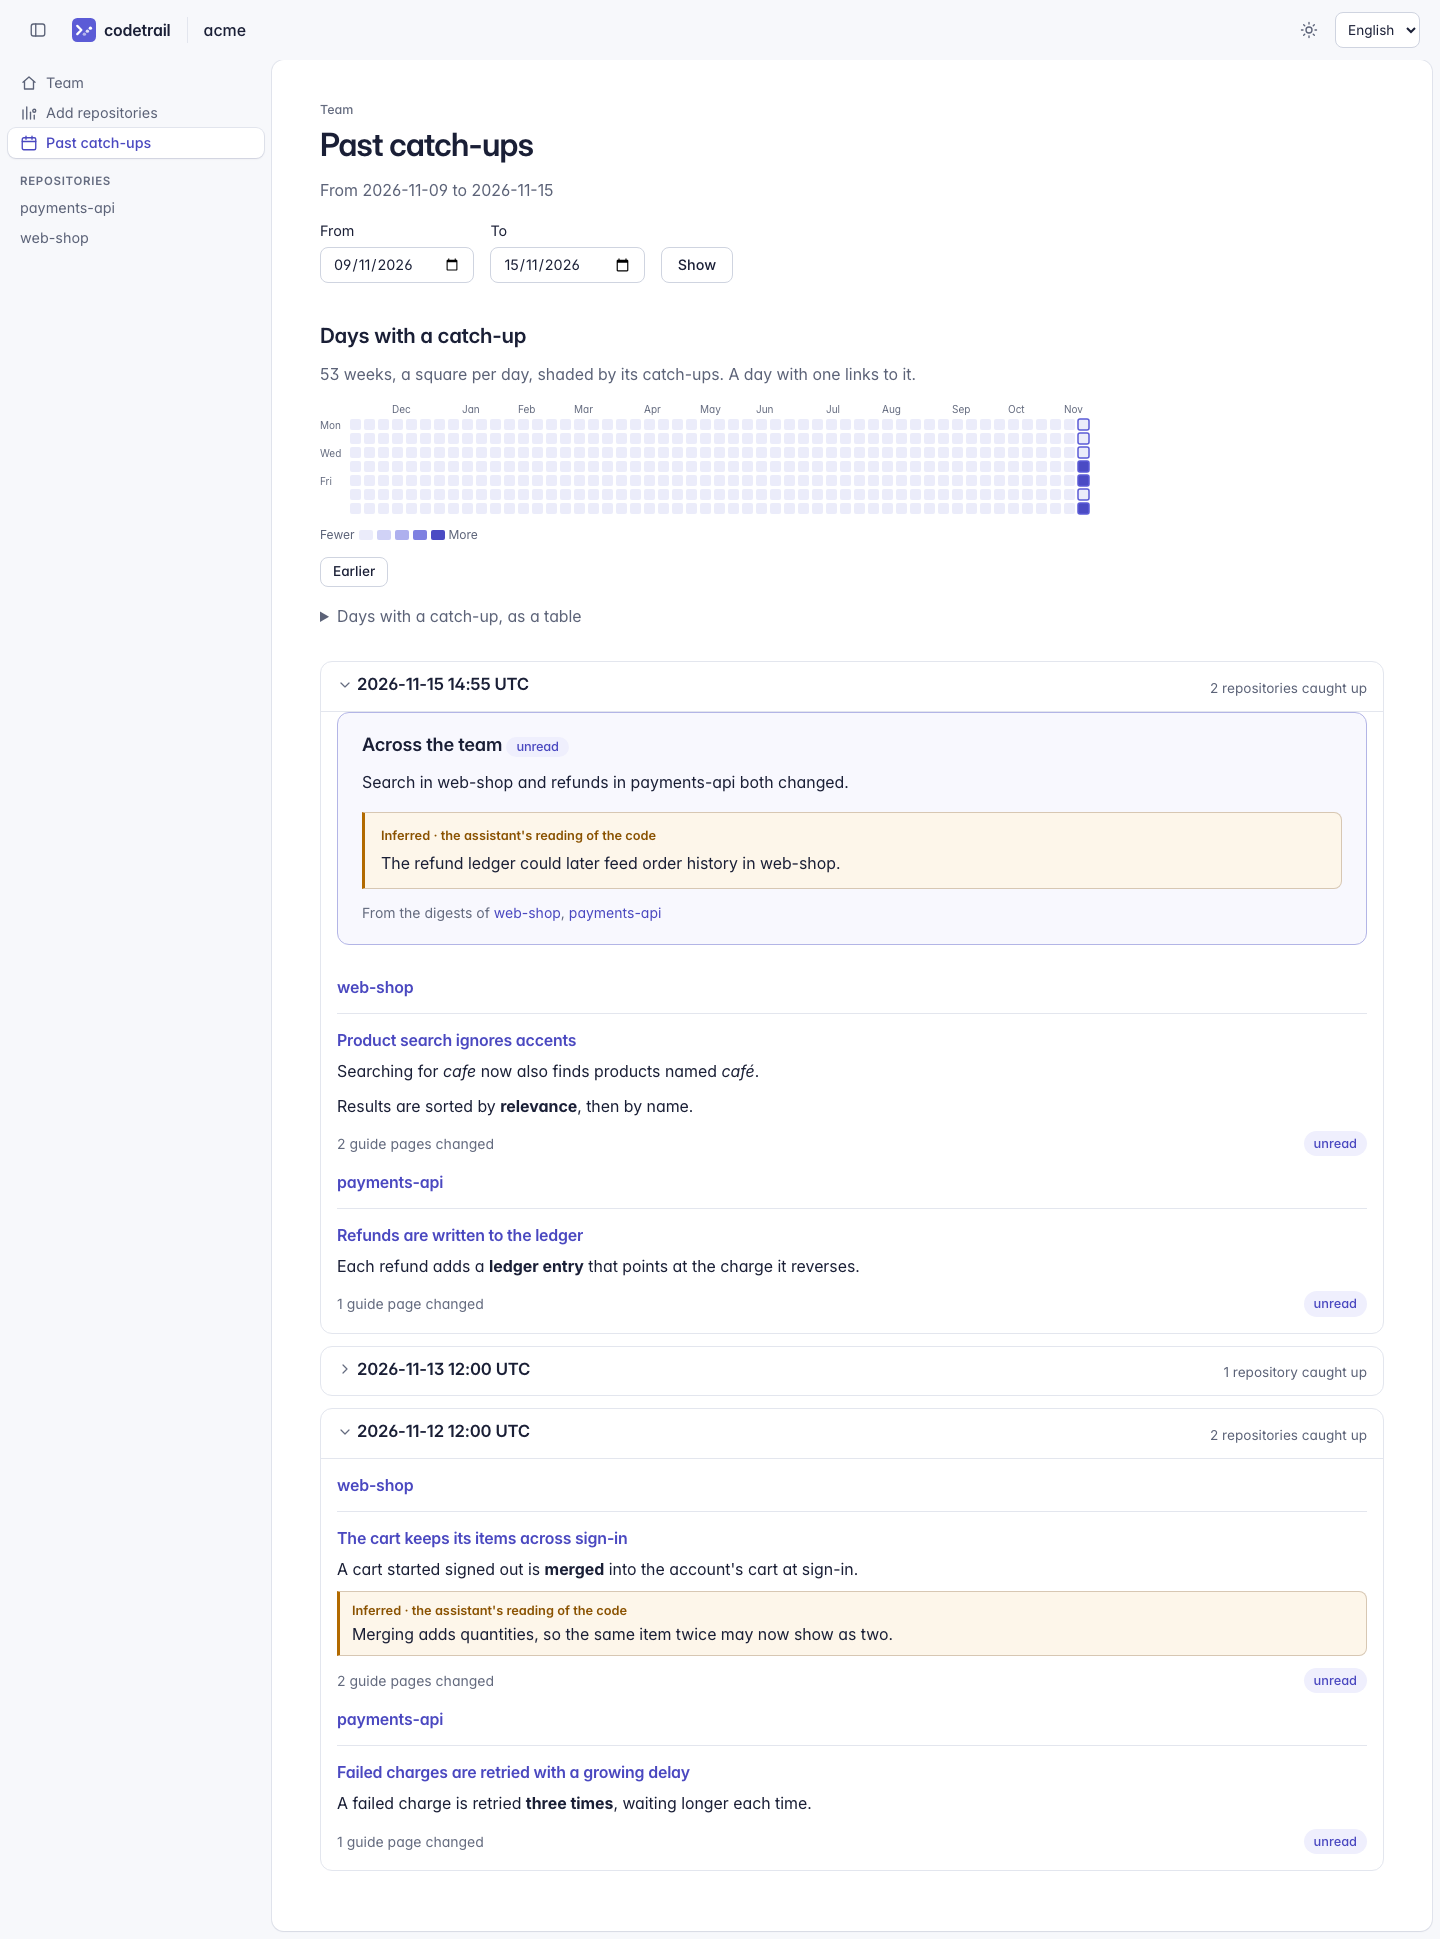 codetrail
acme
English
Team
Add repositories
Past catch-ups
REPOSITORIES
payments-api
web-shop
Team
Past catch-ups
From 2026-11-09 to 2026-11-15
From To
09/11/2026 15/11/2026 Show
Days with a catch-up
53 weeks, a square per day, shaded by its catch-ups. A day with one links to it.
Dec Jan Feb Mar Apr May Jun Jul Aug Sep Oct Nov
Mon
Wed
Fri
Fewer More
Earlier
Days with a catch-up, as a table
2026-11-15 14:55 UTC 2 repositories caught up
Across the team unread
Search in web-shop and refunds in payments-api both changed.
Inferred · the assistant's reading of the code
The refund ledger could later feed order history in web-shop.
From the digests of web-shop, payments-api
web-shop
Product search ignores accents
Searching for cafe now also finds products named café.
Results are sorted by relevance, then by name.
2 guide pages changed unread
payments-api
Refunds are written to the ledger
Each refund adds a ledger entry that points at the charge it reverses.
1 guide page changed unread
2026-11-13 12:00 UTC 1 repository caught up
2026-11-12 12:00 UTC 2 repositories caught up
web-shop
The cart keeps its items across sign-in
A cart started signed out is merged into the account's cart at sign-in.
Inferred · the assistant's reading of the code
Merging adds quantities, so the same item twice may now show as two.
2 guide pages changed unread
payments-api
Failed charges are retried with a growing delay
A failed charge is retried three times, waiting longer each time.
1 guide page changed unread